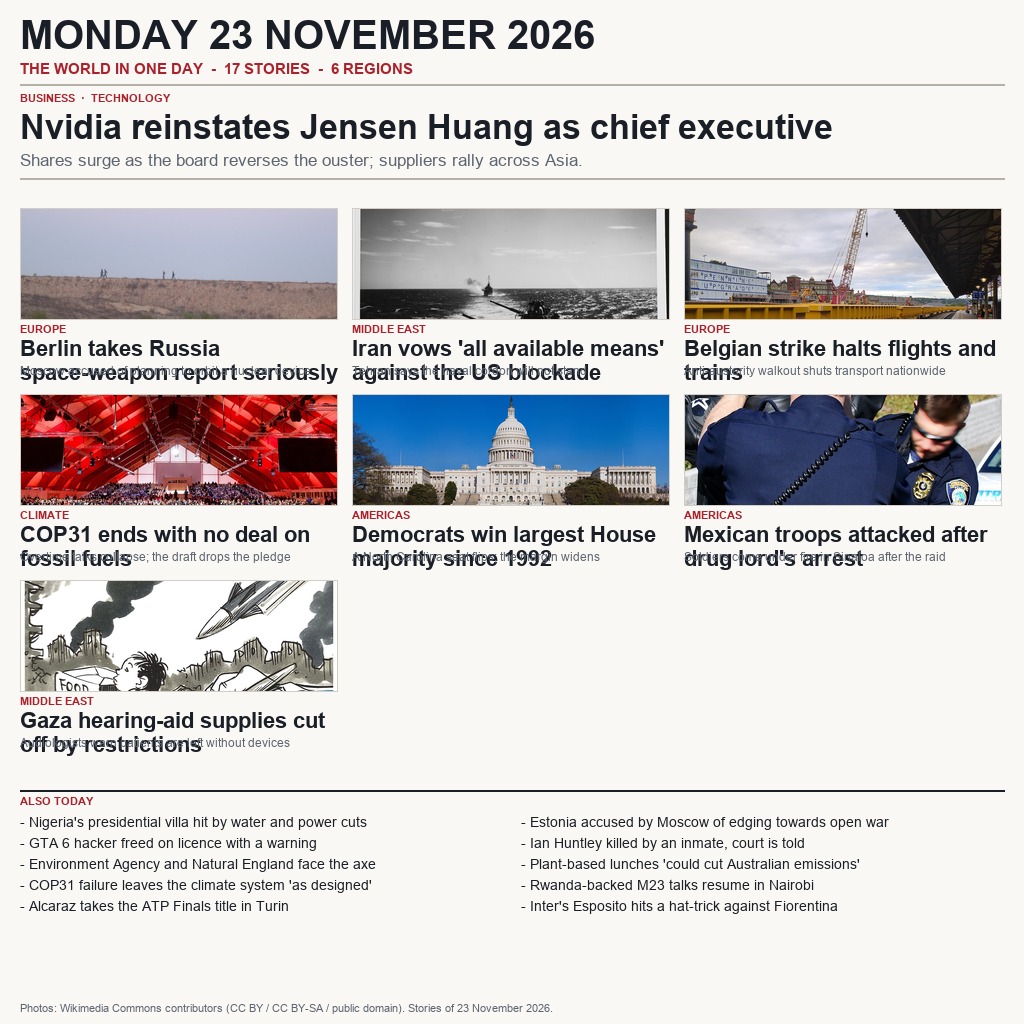 MONDAY 23 NOVEMBER 2026
THE WORLD IN ONE DAY - 17 STORIES - 6 REGIONS
BUSINESS · TECHNOLOGY
Nvidia reinstates Jensen Huang as chief executive
Shares surge as the board reverses the ouster; suppliers rally across Asia.
EUROPE
Berlin takes Russia
space-weapon report seriously
MIDDLE EAST
Iran vows 'all available means'
against the US blockade
EUROPE
Belgian strike halts flights and
trains
walkout shuts transport nationwide
CLIMATE
COP31 ends with no deal on
fossil fuels
the draft drops the pledge
AMERICAS
Democrats win largest House
majority since 1992
widens
AMERICAS
Mexican troops attacked after
drug lord's arrest
after the raid
FOOD
MIDDLE EAST
Gaza hearing-aid supplies cut
off by restrictions
left without devices
ALSO TODAY
- Nigeria's presidential villa hit by water and power cuts
- GTA 6 hacker freed on licence with a warning
- Environment Agency and Natural England face the axe
- COP31 failure leaves the climate system 'as designed'
- Alcaraz takes the ATP Finals title in Turin
- Estonia accused by Moscow of edging towards open war
- Ian Huntley killed by an inmate, court is told
- Plant-based lunches 'could cut Australian emissions'
- Rwanda-backed M23 talks resume in Nairobi
- Inter's Esposito hits a hat-trick against Fiorentina
Photos: Wikimedia Commons contributors (CC BY / CC BY-SA / public domain). Stories of 23 November 2026.